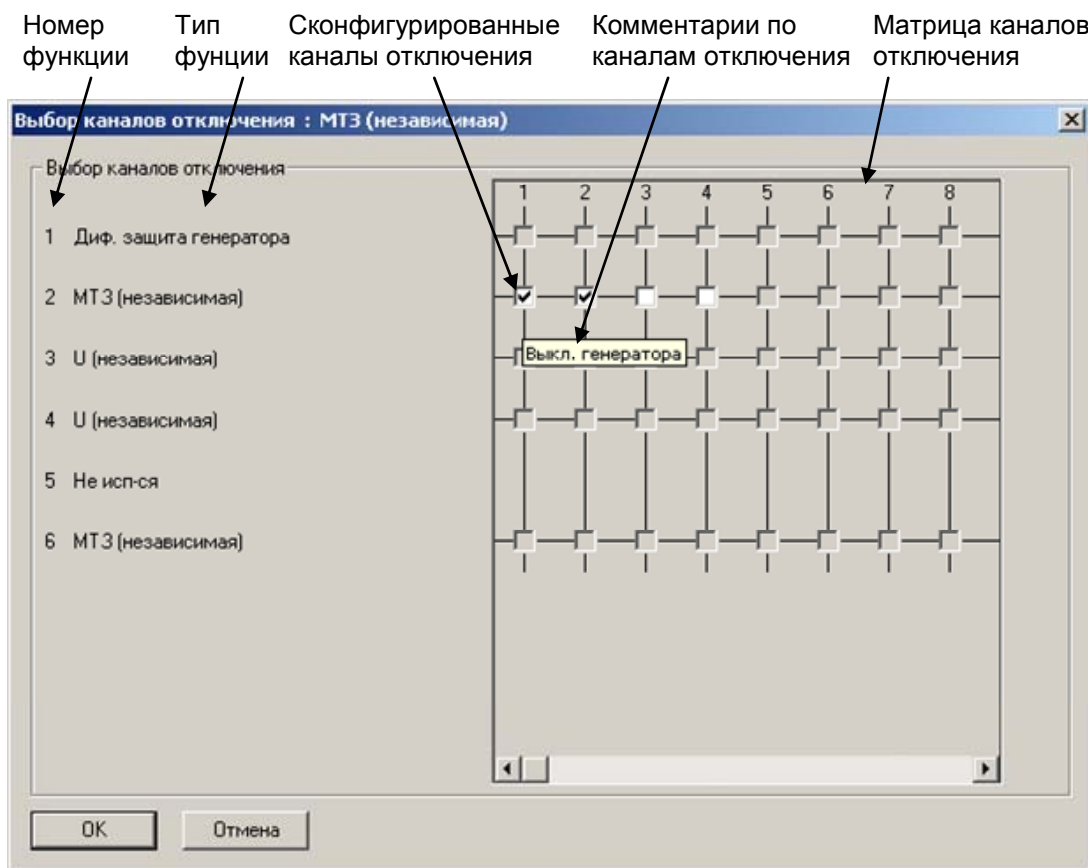 Номер функции
Тип фунции
Сконфигурированные каналы отключения
Комментарии по каналам отключения
Матрица каналов отключения
Выбор каналов отключения : МТЗ (независимая)
Выбор каналов отключения
1 2 3 4 5 6 7 8
1 Диф. защита генератора
2 МТЗ (независимая)
Выкл. генератора
3 U (независимая)
4 U (независимая)
5 Не исп-ся
6 МТЗ (независимая)
OK
Отмена